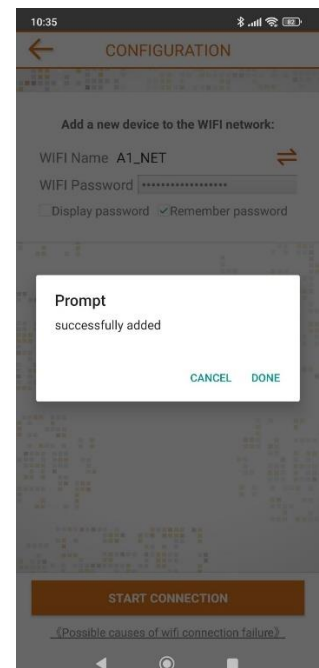 10:35
82
CONFIGURATION
Add a new device to the WIFI network:
WIFI Name A1_NET
WIFI Password ••••••••••••••••••
Display password Remember password
Prompt
successfully added
CANCEL DONE
START CONNECTION
《Possible causes of wifi connection failure》